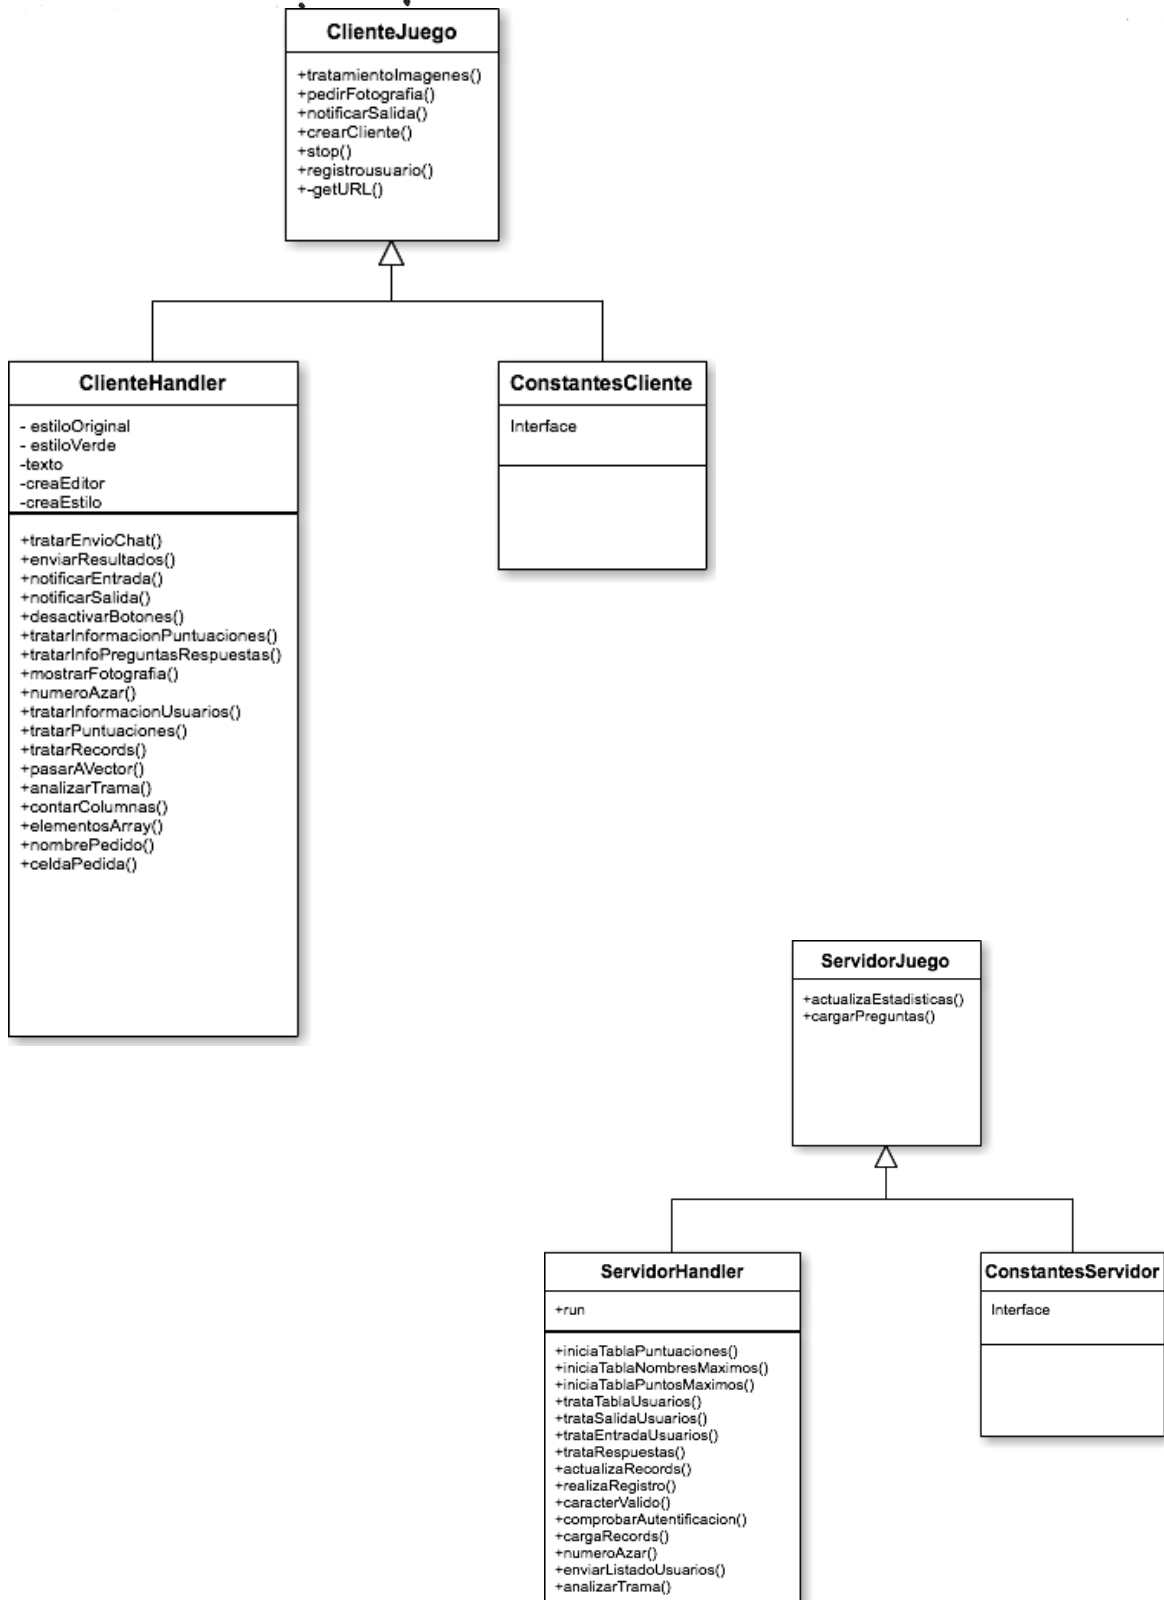 ClienteJuego
+tratamientoImagenes()
+pedirFotografia()
+notificarSalida()
+crearCliente()
+stop()
+registrousuario()
+-getURL()
ClienteHandler
- estiloOriginal
- estiloVerde
-texto
-creaEditor
-creaEstilo
+tratarEnvioChat()
+enviarResultados()
+notificarEntrada()
+notificarSalida()
+desactivarBotones()
+tratarInformacionPuntuaciones()
+tratarInfoPreguntasRespuestas()
+mostrarFotografia()
+numeroAzar()
+tratarInformacionUsuarios()
+tratarPuntuaciones()
+tratarRecords()
+pasarAVector()
+analizarTrama()
+contarColumnas()
+elementosArray()
+nombrePedido()
+celdaPedida()
ConstantesCliente
Interface
ServidorJuego
+actualizaEstadisticas()
+cargarPreguntas()
ServidorHandler
+run
+iniciaTablaPuntuaciones()
+iniciaTablaNombresMaximos()
+iniciaTablaPuntosMaximos()
+trataTablaUsuarios()
+trataSalidaUsuarios()
+trataEntradaUsuarios()
+trataRespuestas()
+actualizaRecords()
+realizaRegistro()
+caracterValido()
+comprobarAutentificacion()
+cargaRecords()
+numeroAzar()
+enviarListadoUsuarios()
+analizarTrama()
ConstantesServidor
Interface